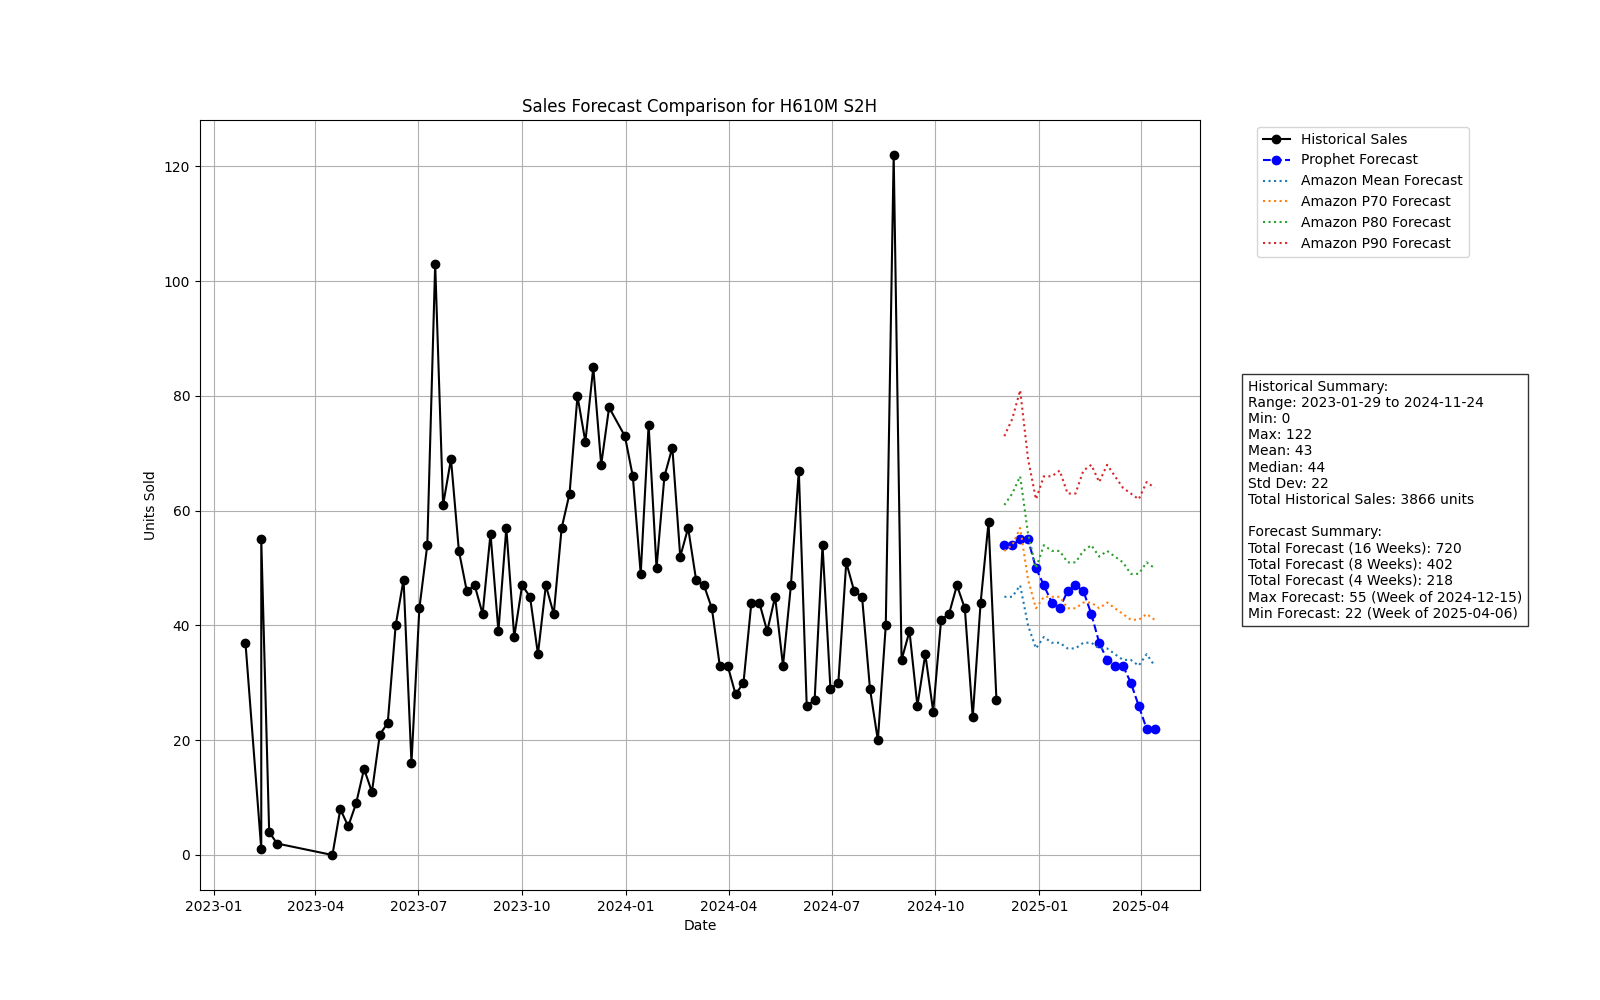 Sales Forecast Comparison for H610M S2H
Historical Sales
Prophet Forecast
Amazon Mean Forecast
Amazon P70 Forecast
Amazon P80 Forecast
Amazon P90 Forecast
120
100
80
60
40
20
0
Units Sold
Historical Summary:
Range: 2023-01-29 to 2024-11-24
Min: 0
Max: 122
Mean: 43
Median: 44
Std Dev: 22
Total Historical Sales: 3866 units
Forecast Summary:
Total Forecast (16 Weeks): 720
Total Forecast (8 Weeks): 402
Total Forecast (4 Weeks): 218
Max Forecast: 55 (Week of 2024-12-15)
Min Forecast: 22 (Week of 2025-04-06)
2023-01 2023-04 2023-07 2023-10 2024-01 2024-04 2024-07 2024-10 2025-01 2025-04
Date